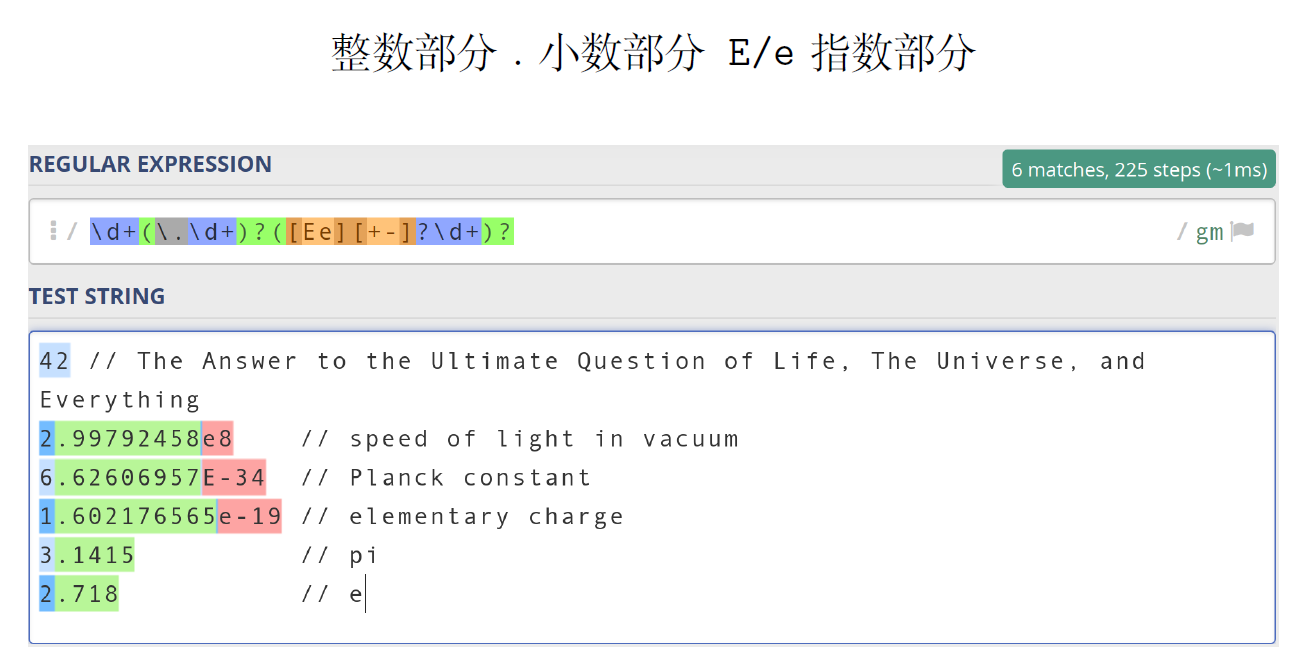 整数部分 . 小数部分 E/e 指数部分
REGULAR EXPRESSION
6 matches, 225 steps (~1ms)
/ \d+(\.\d+)?([Ee][+-]?\d+)? / gm
TEST STRING
42 // The Answer to the Ultimate Question of Life, The Universe, and
Everything
2.99792458e8 // speed of light in vacuum
6.62606957E-34 // Planck constant
1.602176565e-19 // elementary charge
3.1415 // pi
2.718 // e